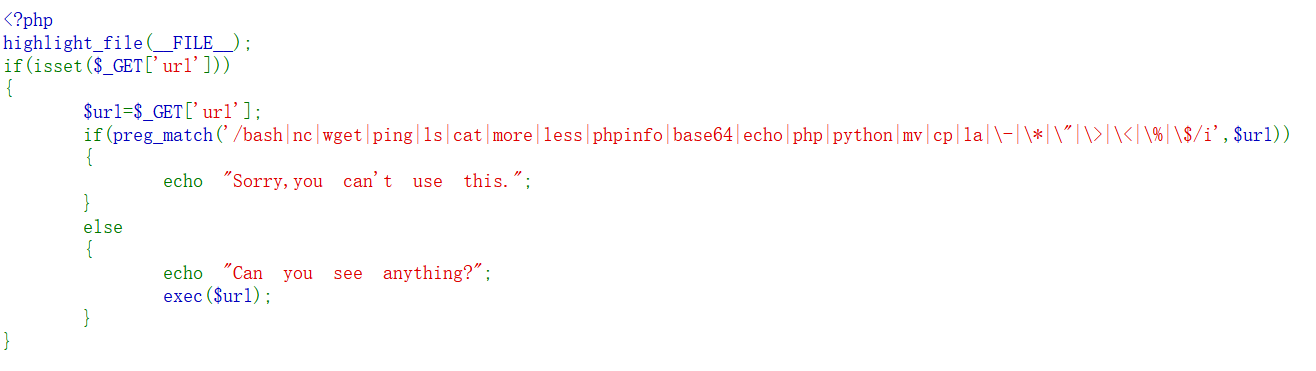 <?php
highlight_file(__FILE__);
if(isset($_GET['url']))
{
        $url=$_GET['url'];
        if(preg_match('/bash|nc|wget|ping|ls|cat|more|less|phpinfo|base64|echo|php|python|mv|cp|la|\-|\*|\"|\>|\<|\%|\$/i',$url))
        {
                echo "Sorry,you can't use this.";
        }
        else
        {
                echo "Can you see anything?";
                exec($url);
        }
}